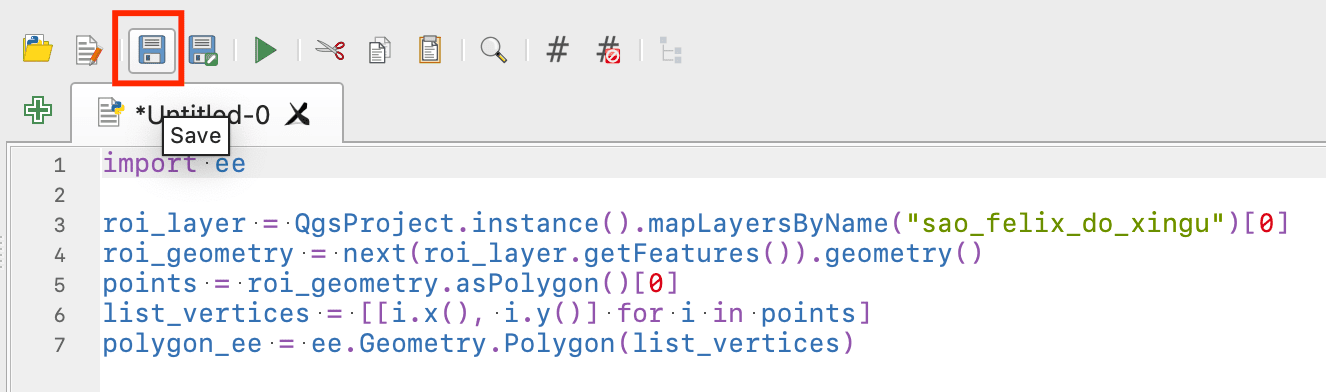 *Untitled-0
Save
1 import ee
2
3 roi_layer = QgsProject.instance().mapLayersByName("sao_felix_do_xingu")[0]
4 roi_geometry = next(roi_layer.getFeatures()).geometry()
5 points = roi_geometry.asPolygon()[0]
6 list_vertices = [[i.x(), i.y()] for i in points]
7 polygon_ee = ee.Geometry.Polygon(list_vertices)